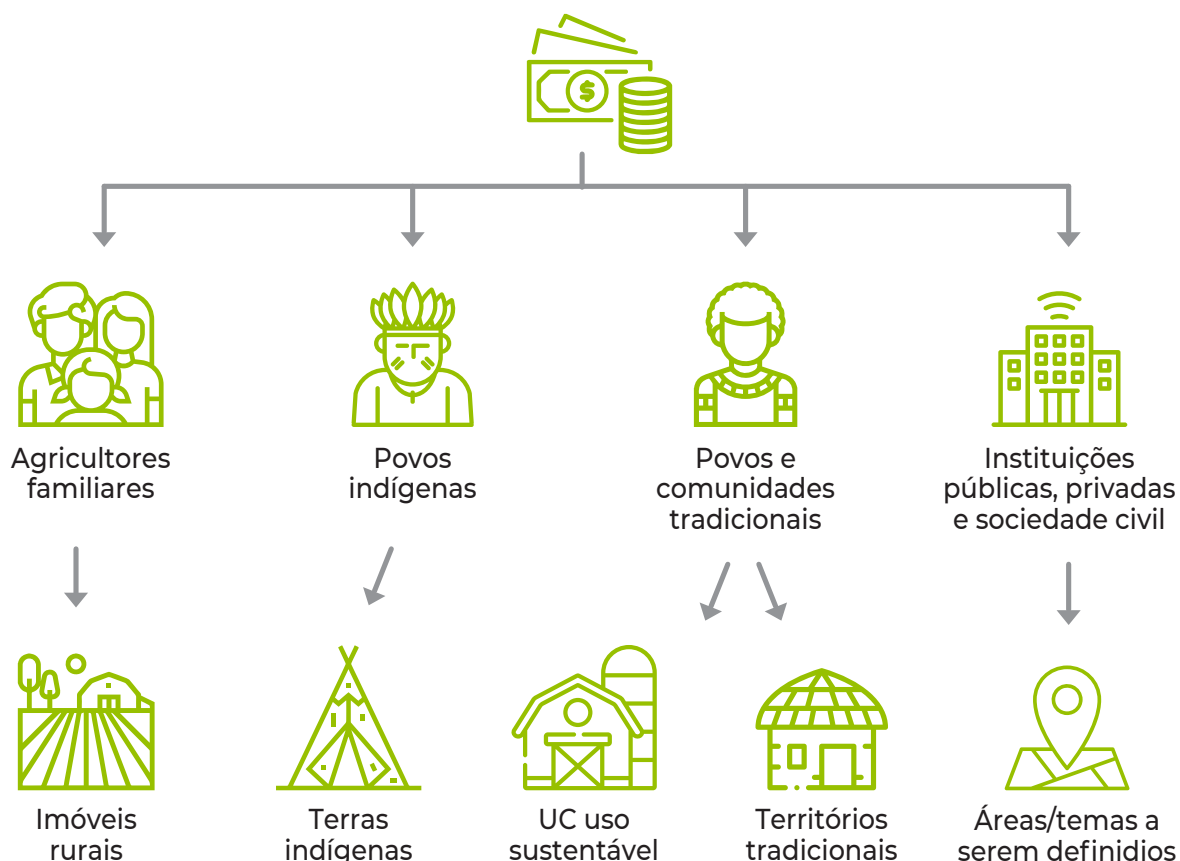 $
Agricultores
familiares
Povos
indígenas
Povos e
comunidades
tradicionais
Instituições
públicas, privadas
e sociedade civil
Imóveis
rurais
Terras
indígenas
UC uso
sustentável
Territórios
tradicionais
Áreas/temas a
serem definidios